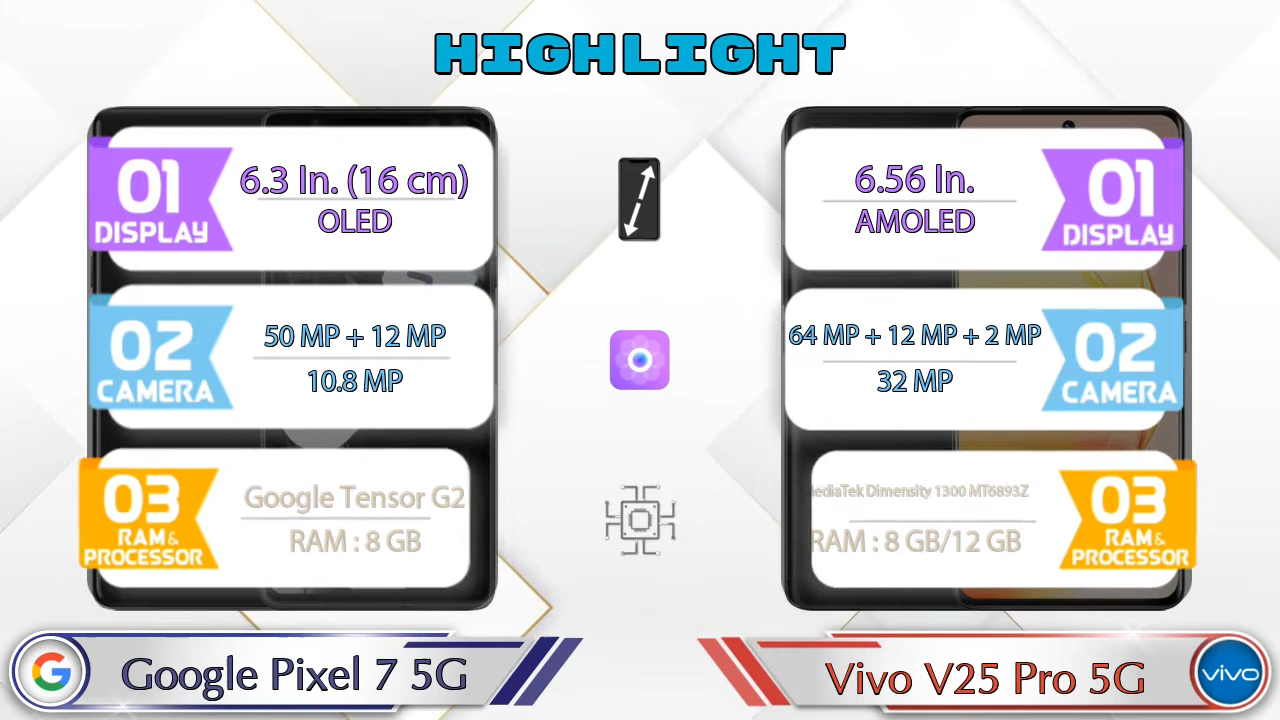 HIGHLIGHT
01
DISPLAY
6.3 In. (16 cm)
OLED
02
CAMERA
50 MP + 12 MP
10.8 MP
03
RAM &
PROCESSOR
Google Tensor G2
RAM : 8 GB
6.56 In.
AMOLED
01
DISPLAY
64 MP + 12 MP + 2 MP
32 MP
02
CAMERA
MediaTek Dimensity 1300 MT6893Z
RAM : 8 GB/12 GB
03
RAM &
PROCESSOR
G Google Pixel 7 5G
Vivo V25 Pro 5G
vivo